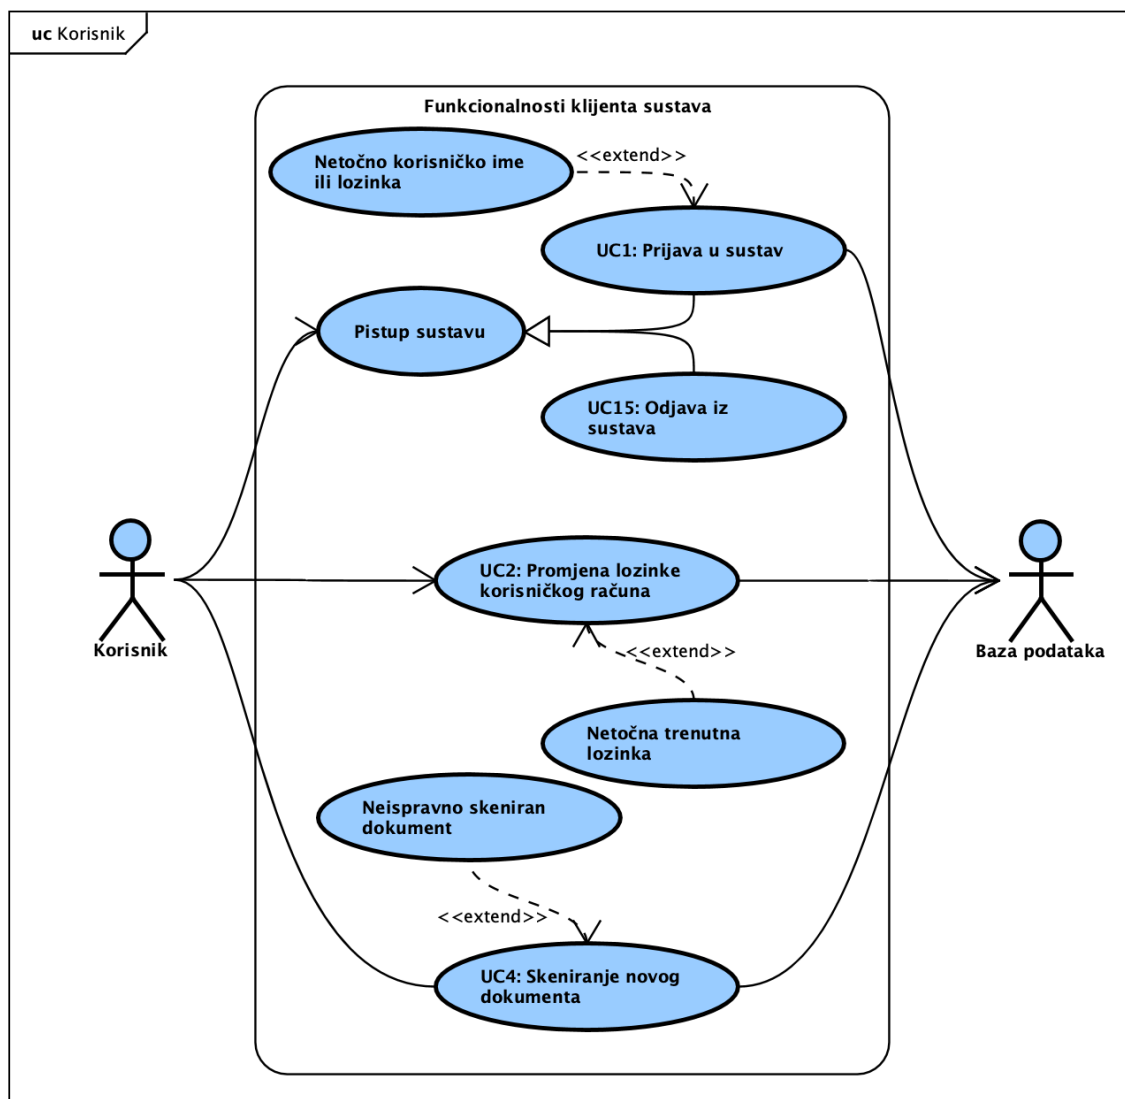 uc Korisnik
Funkcionalnosti klijenta sustava
Netočno korisničko ime
ili lozinka
<<extend>>
UC1: Prijava u sustav
Pistup sustavu
UC15: Odjava iz
sustava
UC2: Promjena lozinke
korisničkog računa
Korisnik
Baza podataka
<<extend>>
Netočna trenutna
lozinka
Neispravno skeniran
dokument
<<extend>>
UC4: Skeniranje novog
dokumenta